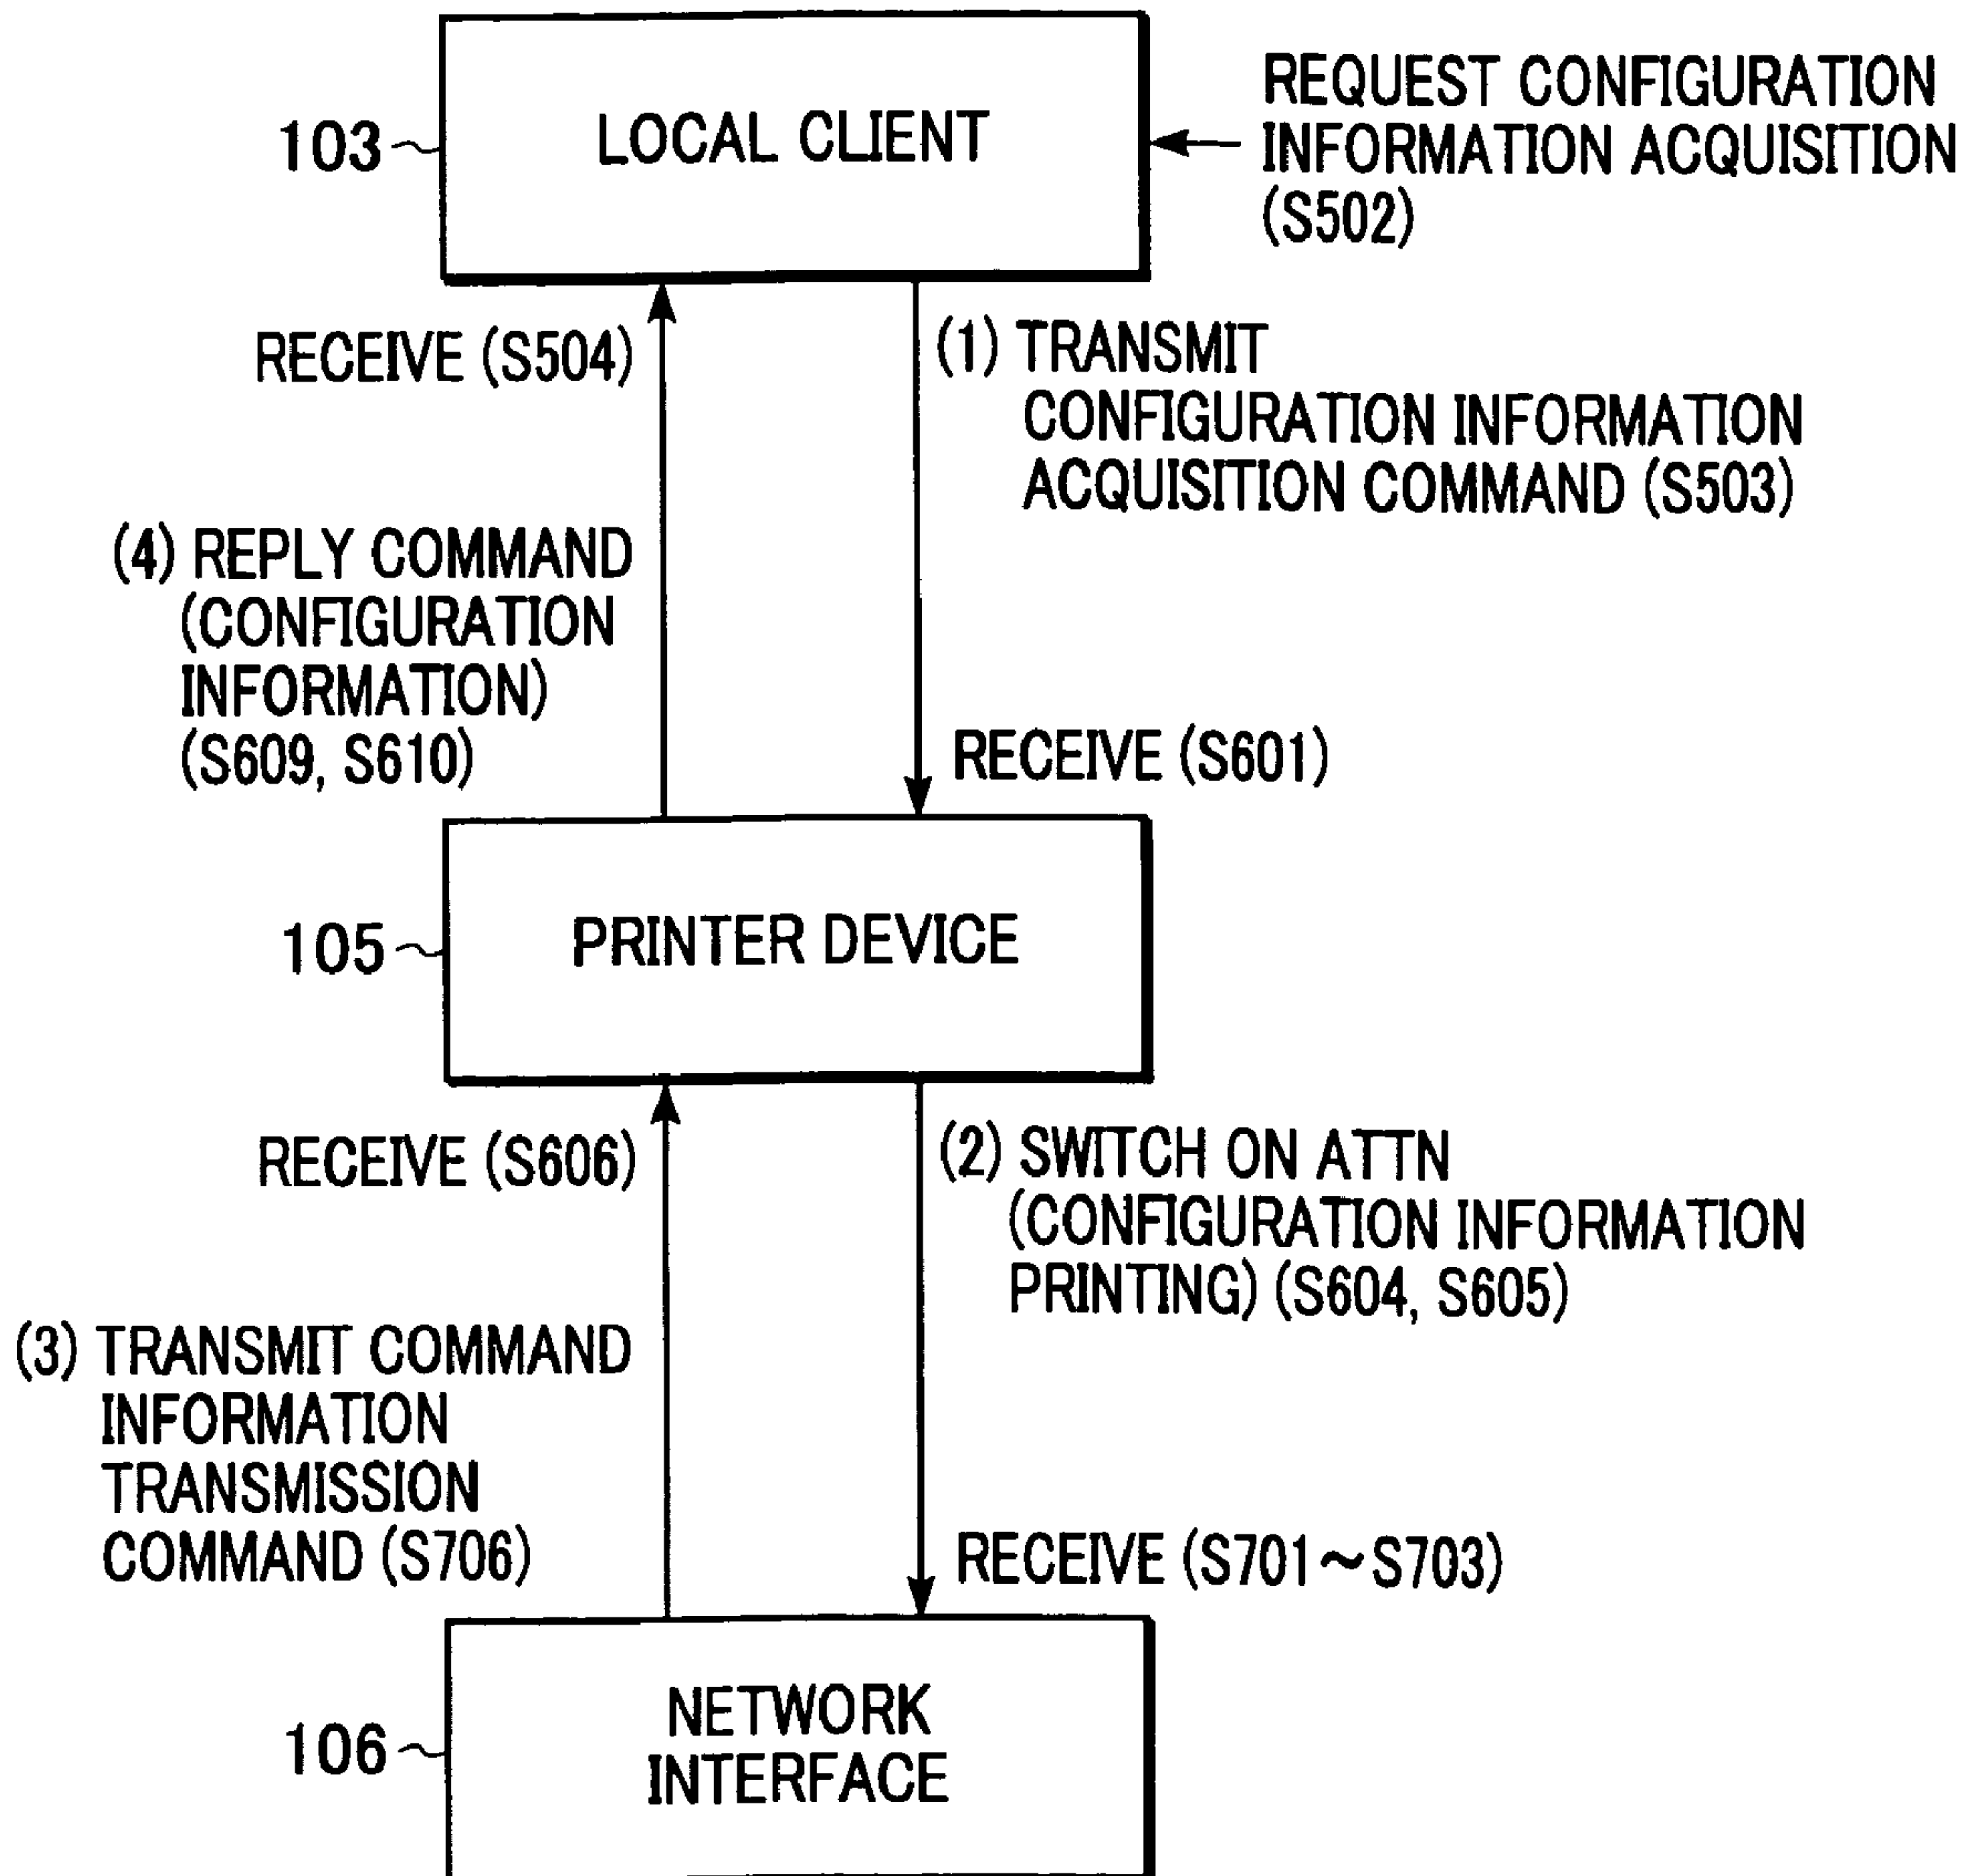 103
LOCAL CLIENT
REQUEST CONFIGURATION
INFORMATION ACQUISITION
(S502)
RECEIVE (S504)
(1) TRANSMIT
CONFIGURATION INFORMATION
ACQUISITION COMMAND (S503)
(4) REPLY COMMAND
(CONFIGURATION
INFORMATION)
(S609, S610)
RECEIVE (S601)
105
PRINTER DEVICE
RECEIVE (S606)
(2) SWITCH ON ATTN
(CONFIGURATION INFORMATION
PRINTING) (S604, S605)
(3) TRANSMIT COMMAND
INFORMATION
TRANSMISSION
COMMAND (S706)
RECEIVE (S701~S703)
106
NETWORK
INTERFACE